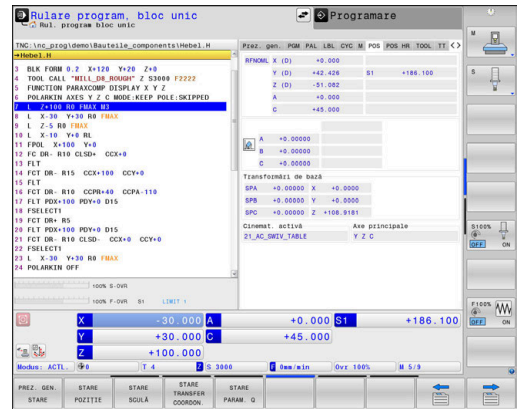 Rulare program, bloc unic
Rul. program bloc unic
Programare
TNC:\nc_prog\demo\Bauteile_components\Hebel.H
→Hebel.H
3 BLK FORM 0.2 X+120 Y+20 Z+0
4 TOOL CALL "MILL_D8_ROUGH" Z S3000 F2222
5 FUNCTION PARAXCOMP DISPLAY X Y Z
6 POLARKIN AXES Y Z C MODE:KEEP POLE:SKIPPED
7 L Z+100 R0 FMAX M3
8 L X-30 Y+30 R0 FMAX
9 L Z-5 R0 FMAX
10 L X-10 Y+0 RL
11 FPOL X+100 Y+0
12 FC DR- R10 CLSD+ CCX+0
13 FLT
14 FCT DR- R15 CCX+100 CCY+0
15 FLT
16 FCT DR- R10 CCPR+40 CCPA-110
17 FLT PDX+100 PDY+0 D15
18 FSELECT1
19 FCT DR+ R5
20 FLT PDX+100 PDY+0 D15
21 FCT DR- R10 CLSD- CCX+0 CCY+0
22 FSELECT1
23 L X-30 Y+30 R0 FMAX
24 POLARKIN OFF
Prez. gen. PGM PAL LBL CYC M POS POS HR TOOL TT
RFNOML X (D) +0.000
Y (D) +42.426 S1 +186.100
Z (D) -51.082
A +0.000
C +45.000
A +0.00000
B +0.00000
C +0.00000
Transformări de bază
SPA +0.00000 X +0.0000
SPB +0.00000 Y +0.0000
SPC +0.00000 Z +108.9181
Cinemat. activă Axe principale
21_AC_SWIV_TABLE Y Z C
100% S-OVR
100% F-OVR S1 LIMIT 1
X -30.000 A +0.000 S1 +186.100
Y +30.000 C +45.000
Z +100.000
Modus: ACTL. 0 T 4 Z S 3000 F 0mm/min Ovr 100% M 5/9
PREZ. GEN. STARE
STARE POZIŢIE
STARE SCULĂ
STARE TRANSFER COORDON.
STARE PARAM. Q
M
S
S100%
OFF ON
F100%
OFF ON